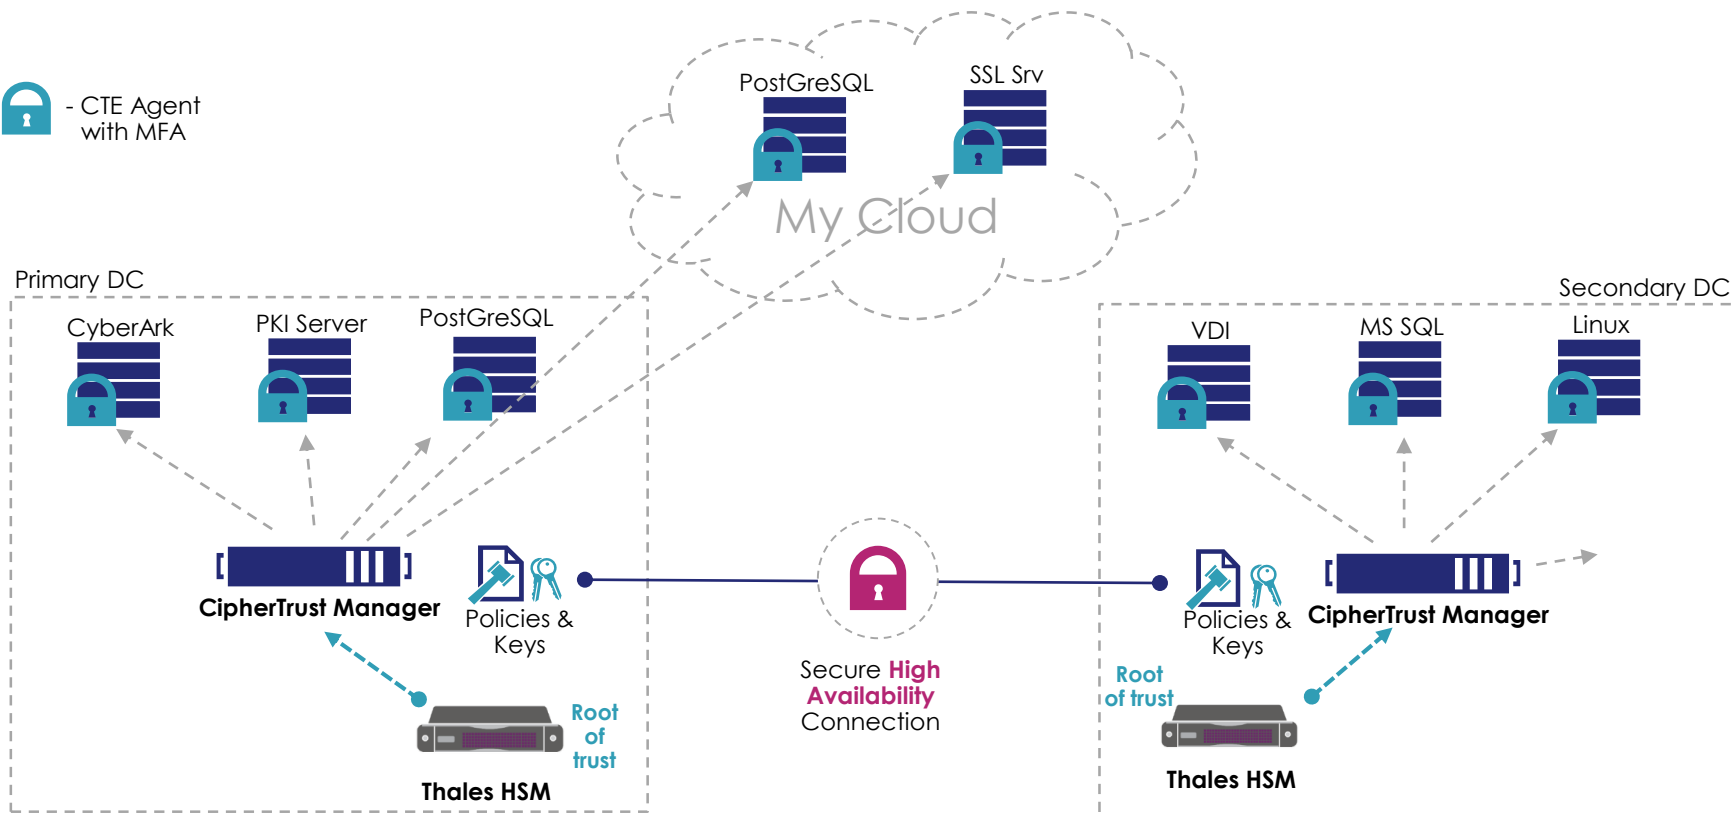 PostGreSQL
SSL Srv
- CTE Agent
with MFA
My Cloud
Primary DC
Secondary DC
CyberArk
PKI Server
PostGreSQL
VDI
MS SQL
Linux
CipherTrust Manager
Policies &
Keys
Policies &
Keys
CipherTrust Manager
Secure High
Availability
Connection
Root
of
trust
Root
of trust
Thales HSM
Thales HSM